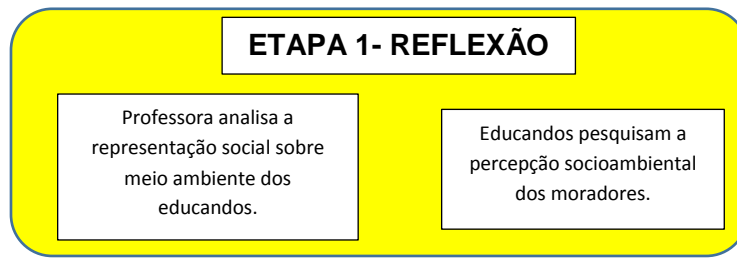 ETAPA 1- REFLEXÃO
Professora analisa a
representação social sobre
meio ambiente dos
educandos.
Educandos pesquisam a
percepção socioambiental
dos moradores.